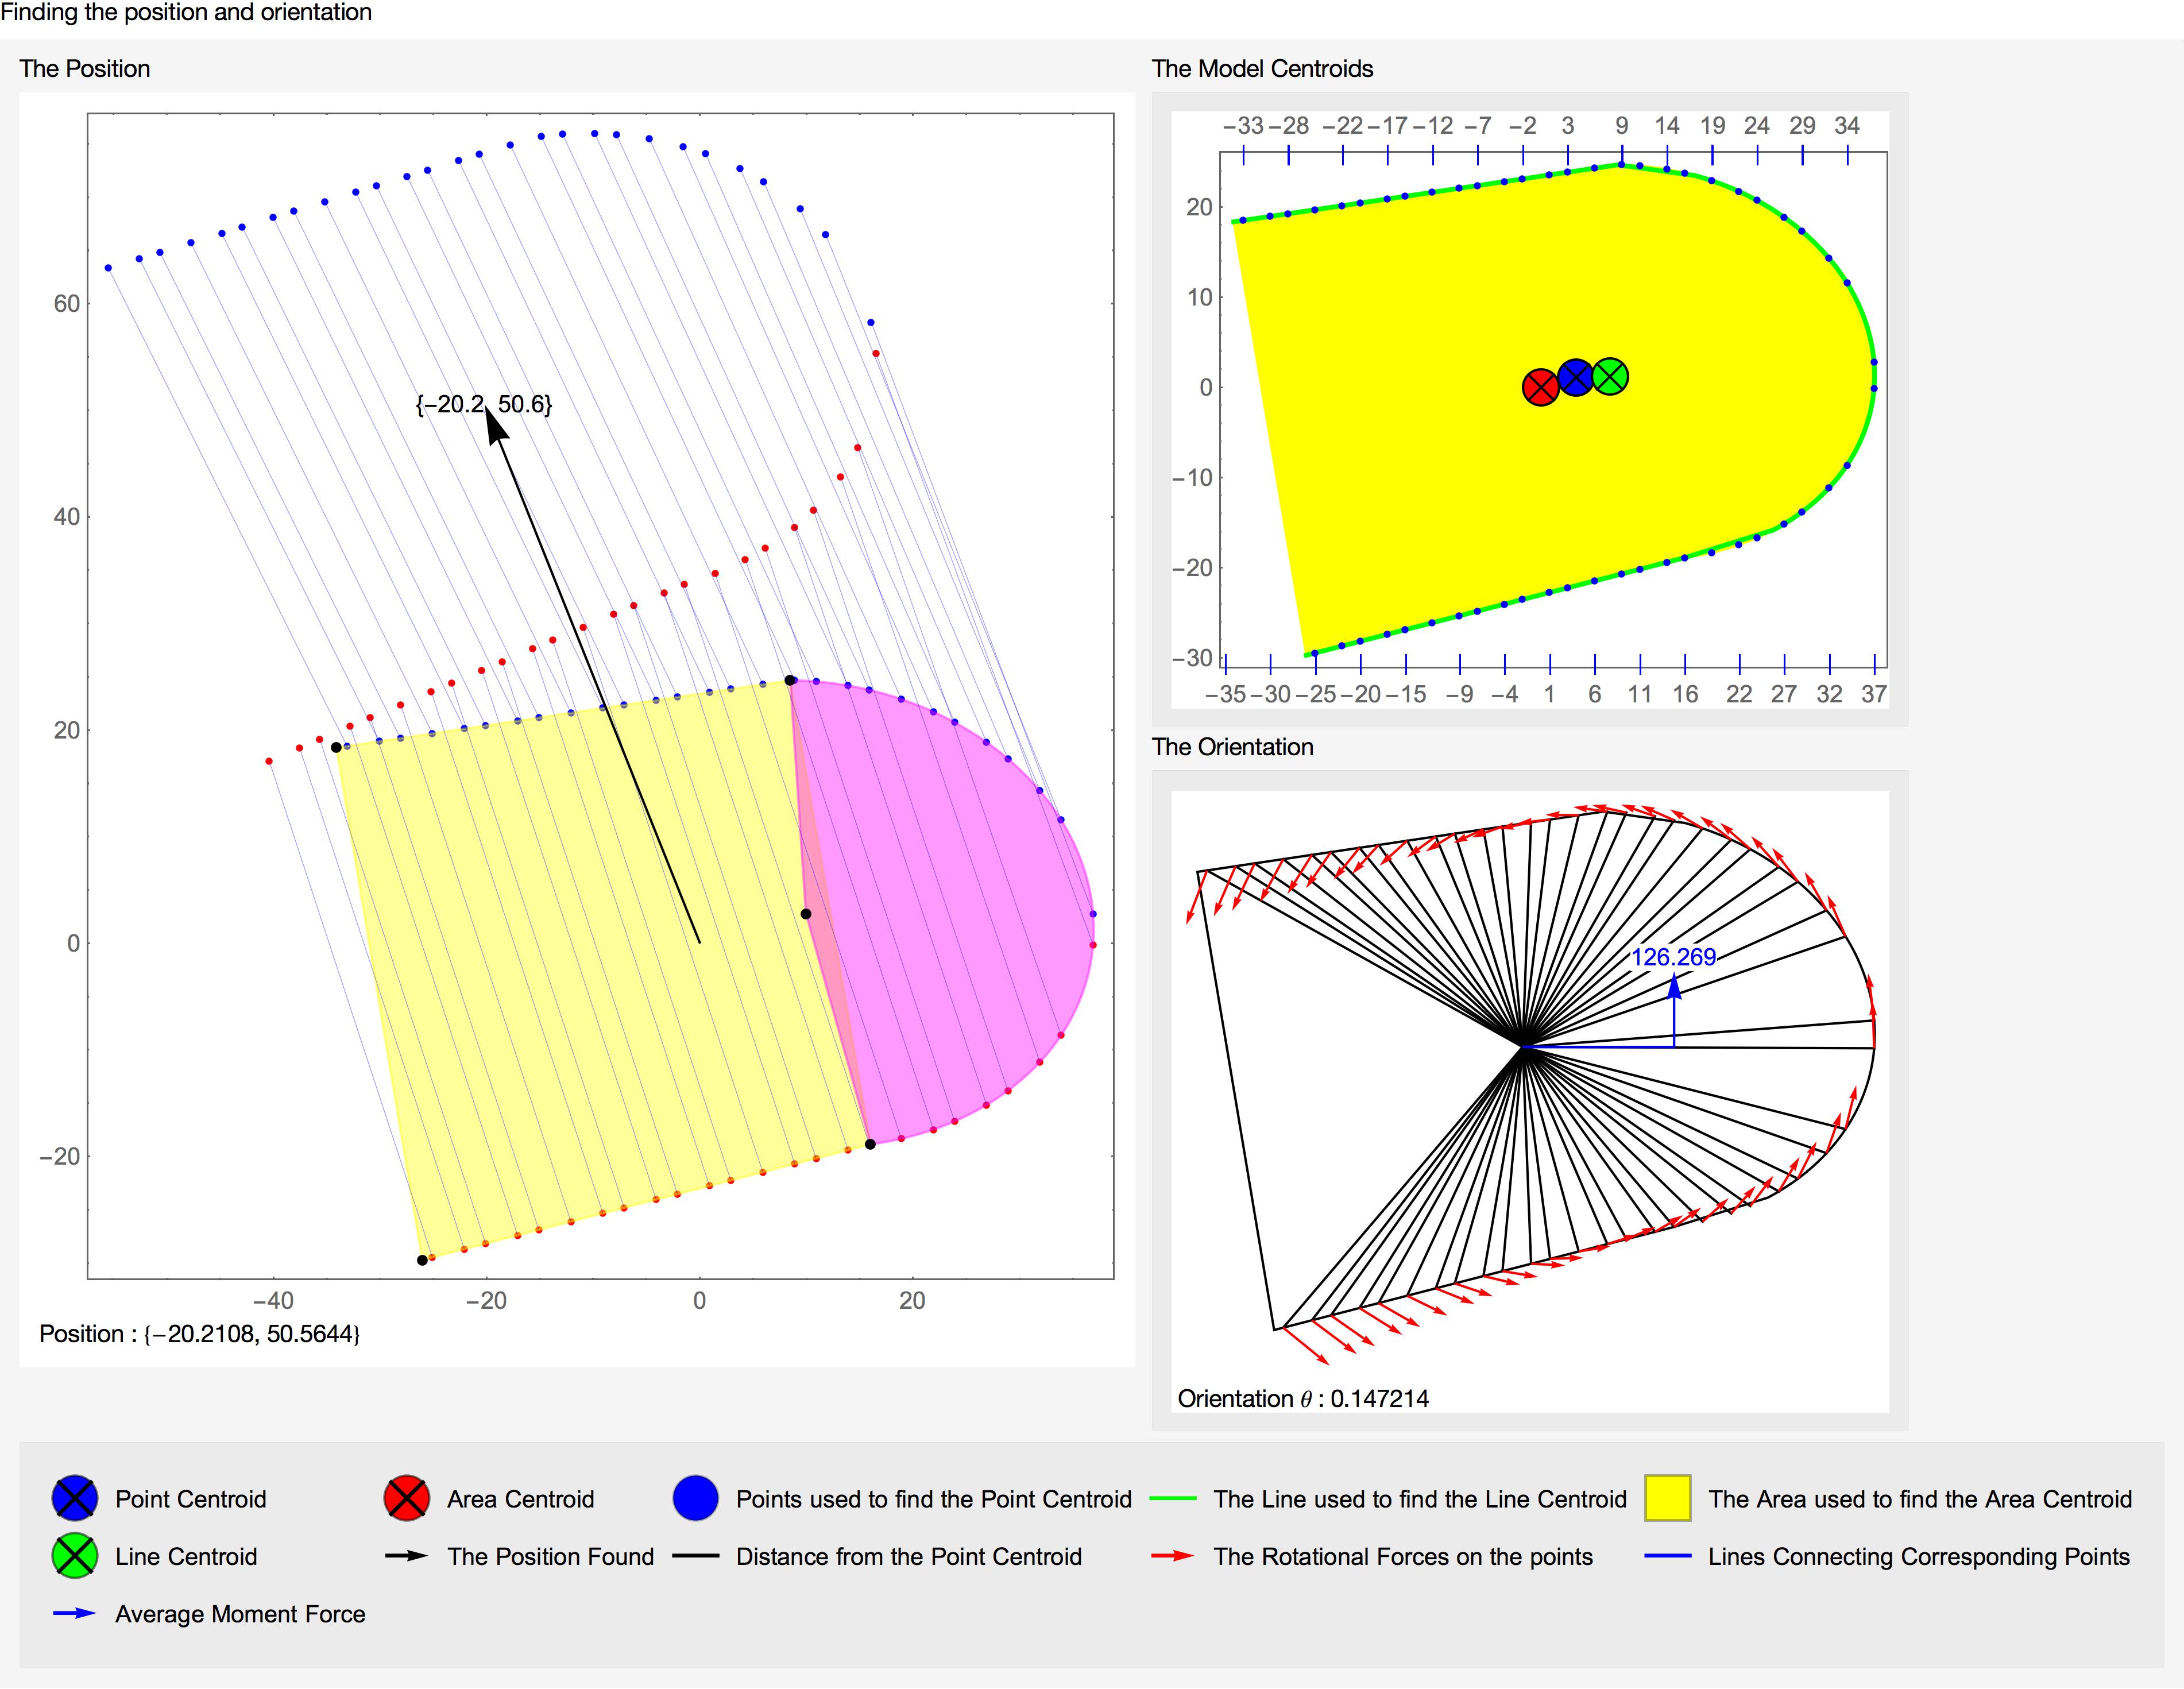 Finding the position and orientation
The Position
60
40
20
0
−20
−40 −20 0 20
{−20.2, 50.6}
Position : {−20.2108, 50.5644}
The Model Centroids
−33 −28 −22 −17 −12 −7 −2 3 9 14 19 24 29 34
20
10
0
−10
−20
−30
−35 −30 −25 −20 −15 −9 −4 1 6 11 16 22 27 32 37
The Orientation
126.269
Orientation θ : 0.147214
Point Centroid Area Centroid Points used to find the Point Centroid The Line used to find the Line Centroid The Area used to find the Area Centroid
Line Centroid The Position Found Distance from the Point Centroid The Rotational Forces on the points Lines Connecting Corresponding Points
Average Moment Force